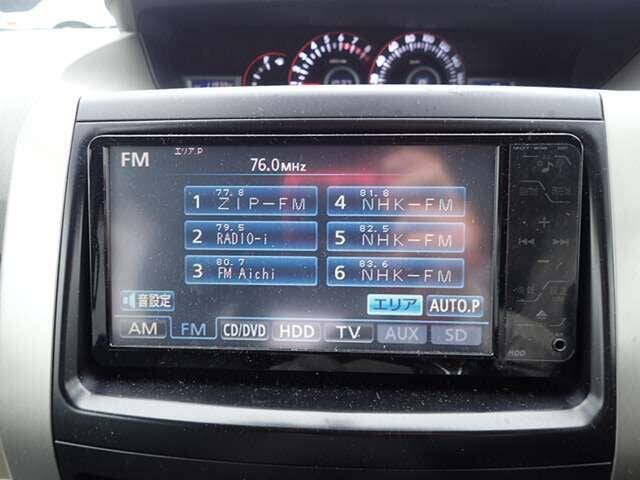 FM エリア.P
76.0MHz
1 77.8 ZIP-FM
4 81.8 NHK-FM
2 79.5 RADIO-i
5 82.5 NHK-FM
3 80.7 FM Aichi
6 83.6 NHK-FM
音設定
エリア AUTO.P
AM FM CD/DVD HDD TV AUX SD
HDD